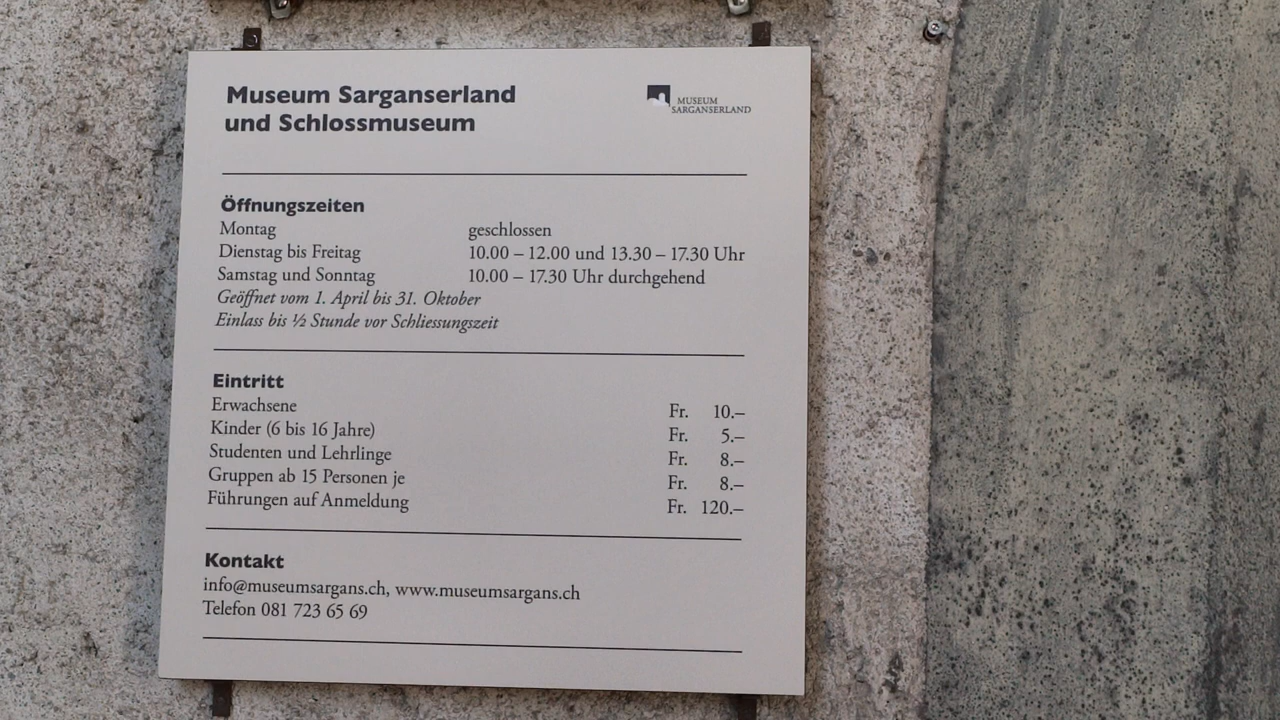 Museum Sarganserland
und Schlossmuseum
MUSEUM
SARGANSERLAND
Öffnungszeiten
Montag geschlossen
Dienstag bis Freitag 10.00 – 12.00 und 13.30 – 17.30 Uhr
Samstag und Sonntag 10.00 – 17.30 Uhr durchgehend
Geöffnet vom 1. April bis 31. Oktober
Einlass bis ½ Stunde vor Schliessungszeit
Eintritt
Erwachsene Fr. 10.–
Kinder (6 bis 16 Jahre) Fr. 5.–
Studenten und Lehrlinge Fr. 8.–
Gruppen ab 15 Personen je Fr. 8.–
Führungen auf Anmeldung Fr. 120.–
Kontakt
info@museumsargans.ch, www.museumsargans.ch
Telefon 081 723 65 69